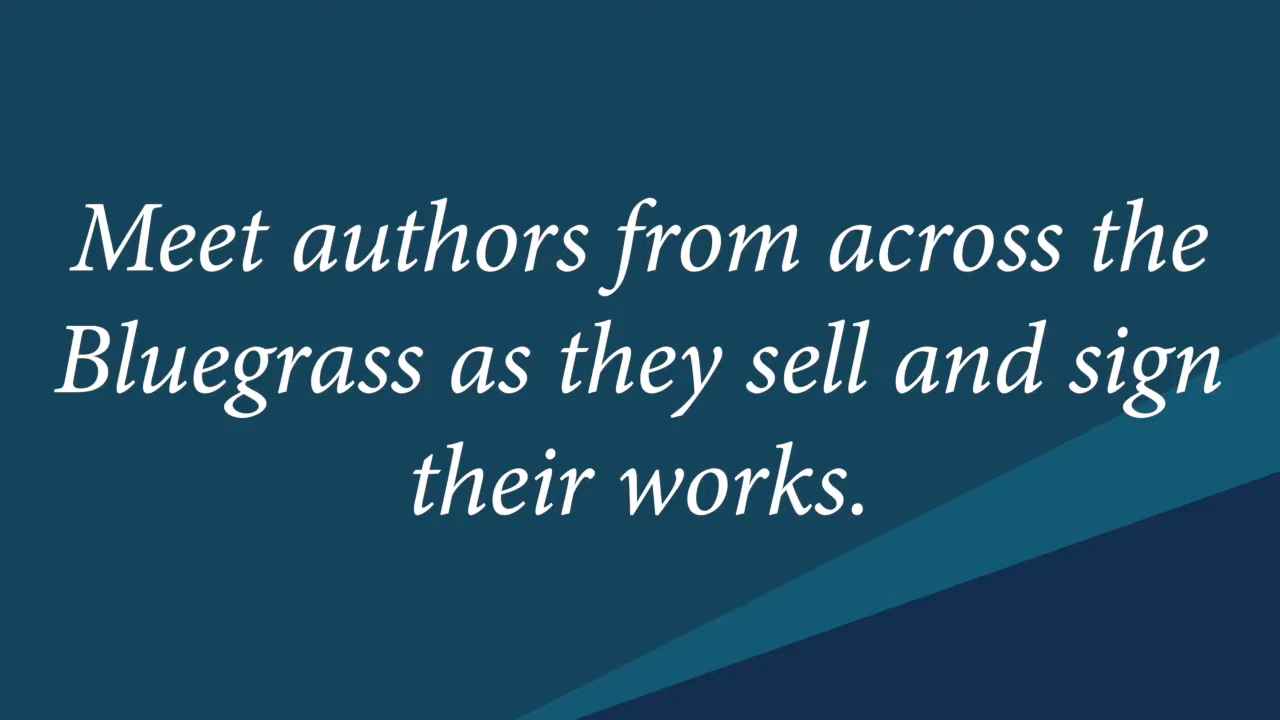 Meet authors from across the
Bluegrass as they sell and sign
their works.